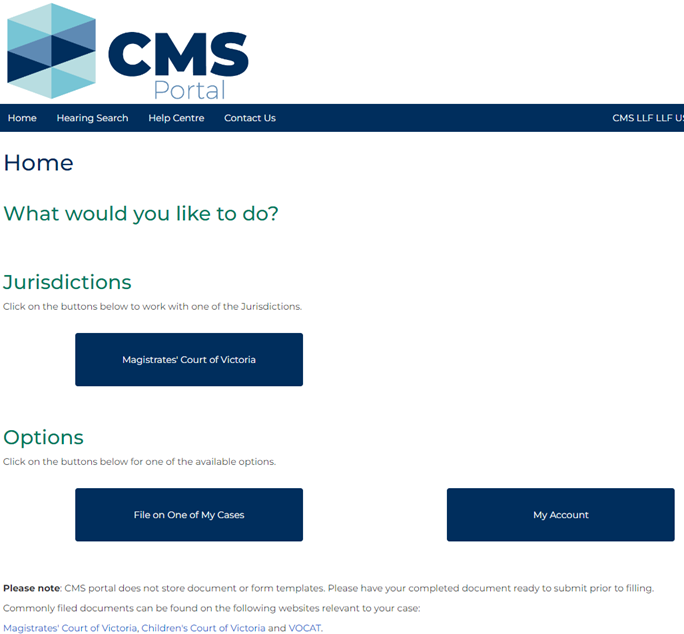 CMS
Portal
Home Hearing Search Help Centre Contact Us CMS LLF LLF US
Home
What would you like to do?
Jurisdictions
Click on the buttons below to work with one of the Jurisdictions.
Magistrates' Court of Victoria
Options
Click on the buttons below for one of the available options.
File on One of My Cases My Account
Please note: CMS portal does not store document or form templates. Please have your completed document ready to submit prior to filling.
Commonly filed documents can be found on the following websites relevant to your case:
Magistrates' Court of Victoria, Children's Court of Victoria and VOCAT.